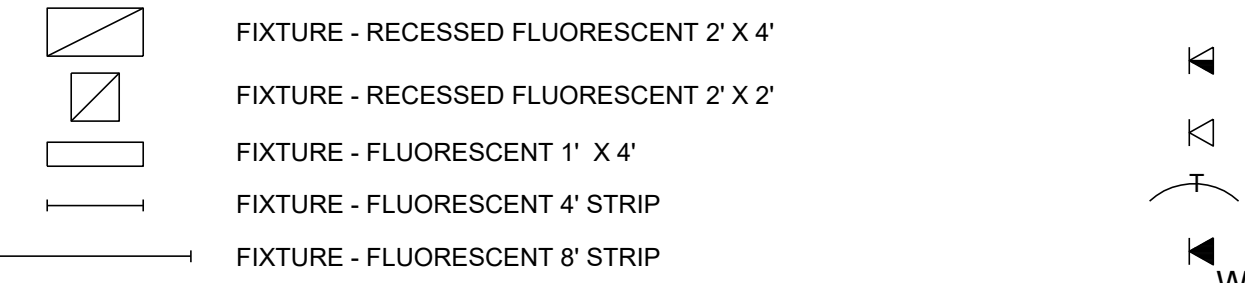 FIXTURE - RECESSED FLUORESCENT 2' X 4'
FIXTURE - RECESSED FLUORESCENT 2' X 2'
FIXTURE - FLUORESCENT 1' X 4'
FIXTURE - FLUORESCENT 4' STRIP
T
FIXTURE - FLUORESCENT 8' STRIP
W